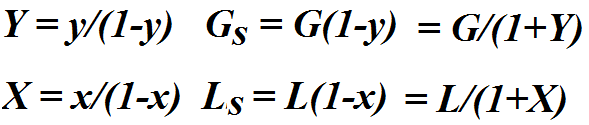 Y = y/(1-y) G_S = G(1-y) = G/(1+Y)
X = x/(1-x) L_S = L(1-x) = L/(1+X)